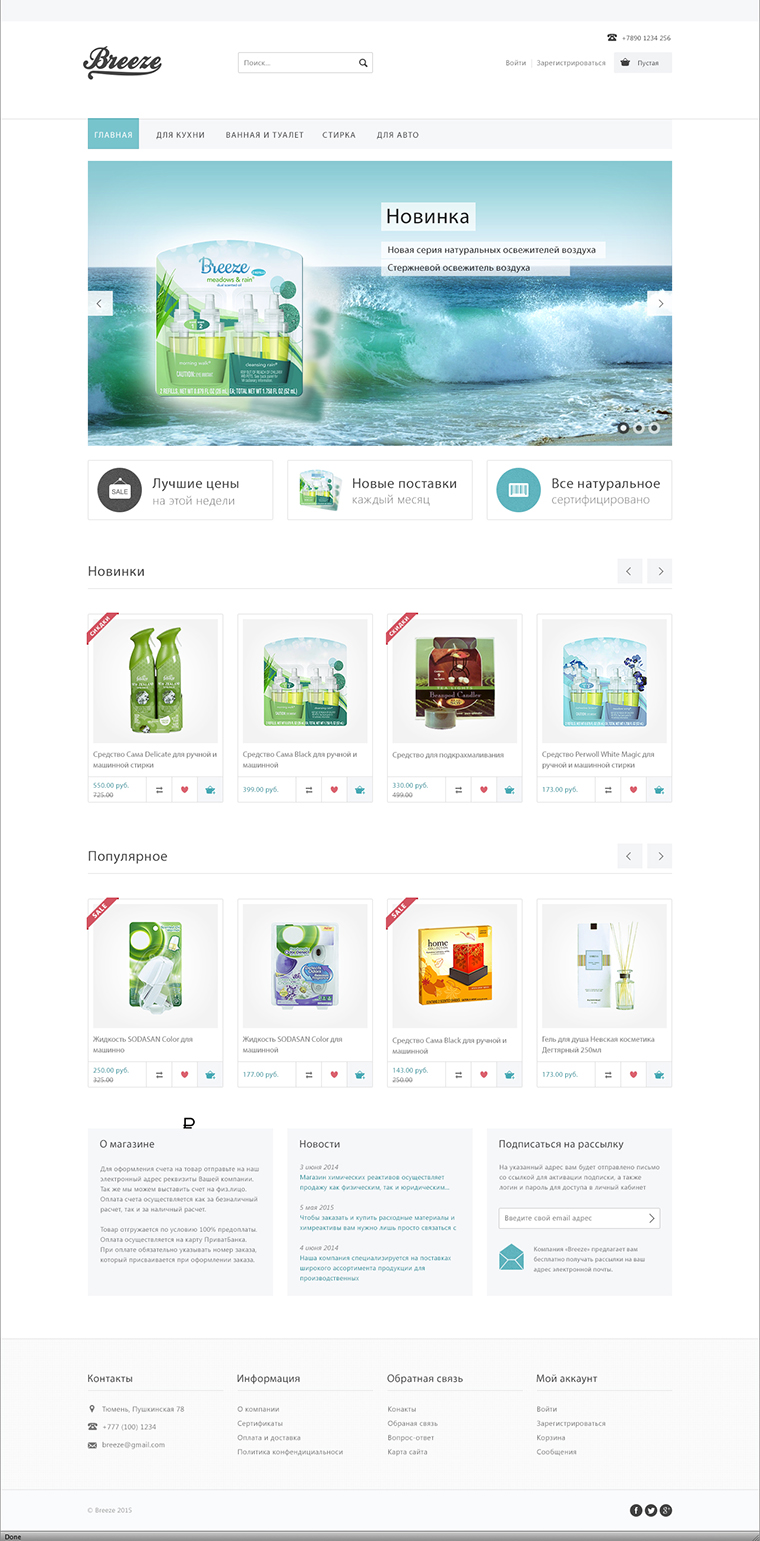 +7890 1234 256
Breeze
Поиск...
Войти | Зарегистрироваться
Пустая
ГЛАВНАЯ
ДЛЯ КУХНИ
ВАННАЯ И ТУАЛЕТ
СТИРКА
ДЛЯ АВТО
Новинка
Новая серия натуральных освежителей воздуха
Стержневой освежитель воздуха
Breeze
meadows & rain
1 2
SALE
Лучшие цены
на этой недели
Новые поставки
каждый месяц
Все натуральное
сертифицировано
Новинки
СКИДКИ
СКИДКИ
Средство Сама Delicate для ручной и
машинной стирки
550.00 руб.
725.00
Средство Сама Black для ручной и
машинной
399.00 руб.
Средство для подкрахмаливания
330.00 руб.
499.00
Средство Perwoll White Magic для
ручной и машинной стирки
173.00 руб.
Популярное
SALE
SALE
home
Жидкость SODASAN Color для
машинно
250.00 руб.
325.00
Жидкость SODASAN Color для
машинной
177.00 руб.
Средство Сама Black для ручной и
машинной
143.00 руб.
250.00
Гель для душа Невская косметика
Дегтярный 250мл
173.00 руб.
О магазине
Для оформления счета на товар отправьте на наш
электронный адрес реквизиты Вашей компании.
Так же мы можем выставить счет на физ.лицо.
Оплата счета осуществляется как за безналичный
расчет, так и за наличный расчет.
Товар отгружается по условию 100% предоплаты.
Оплата осуществляется на карту ПриватБанка.
При оплате обязательно указывать номер заказа,
который присваивается при оформлении заказа.
Новости
3 июня 2014
Магазин химических реактивов осуществляет
продажу как физическим, так и юридическим...
5 мая 2015
Чтобы заказать и купить расходные материалы и
химреактивы вам нужно лишь просто связаться с
4 июня 2014
Наша компания специализируется на поставках
широкого ассортимента продукции для
производственных
Подписаться на рассылку
На указанный адрес вам будет отправлено письмо
со ссылкой для активации подписки, а также
логин и пароль для доступа в личный кабинет
Введите свой email адрес
Компания «Breeze» предлагает вам
бесплатно получать рассылки на ваш
адрес электронной почты.
Контакты
Тюмень, Пушкинская 78
+777 (100) 1234
breeze@gmail.com
Информация
О компании
Сертификаты
Оплата и доставка
Политика конфендициальноси
Обратная связь
Конакты
Обраная связь
Вопрос-ответ
Карта сайта
Мой аккаунт
Войти
Зарегистрироваться
Корзина
Сообщения
© Breeze 2015
Done